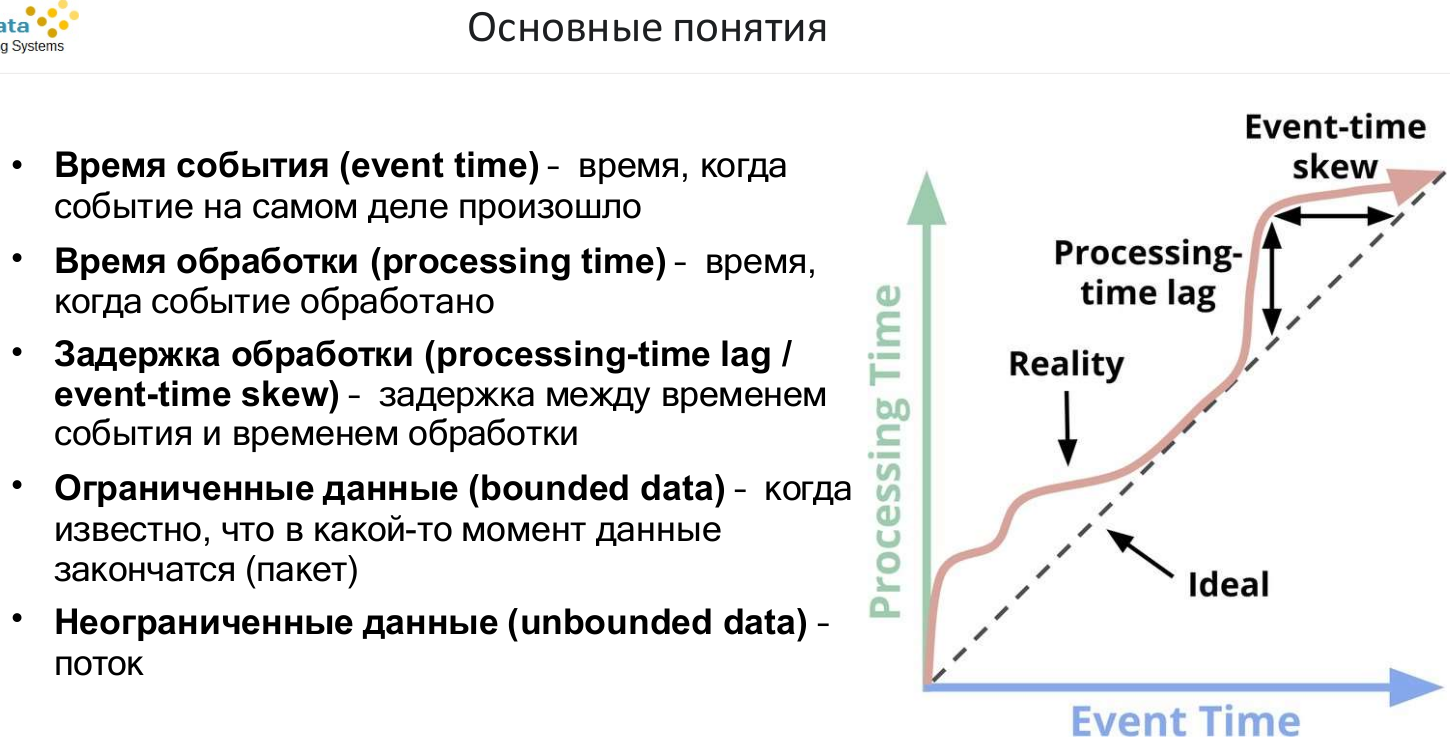 ata
g Systems
Основные понятия
• Время события (event time) – время, когда
событие на самом деле произошло
• Время обработки (processing time) – время,
когда событие обработано
• Задержка обработки (processing-time lag /
event-time skew) – задержка между временем
события и временем обработки
• Ограниченные данные (bounded data) – когда
известно, что в какой-то момент данные
закончатся (пакет)
• Неограниченные данные (unbounded data) –
поток
Event-time
skew
Processing-
time lag
Reality
Ideal
Processing Time
Event Time